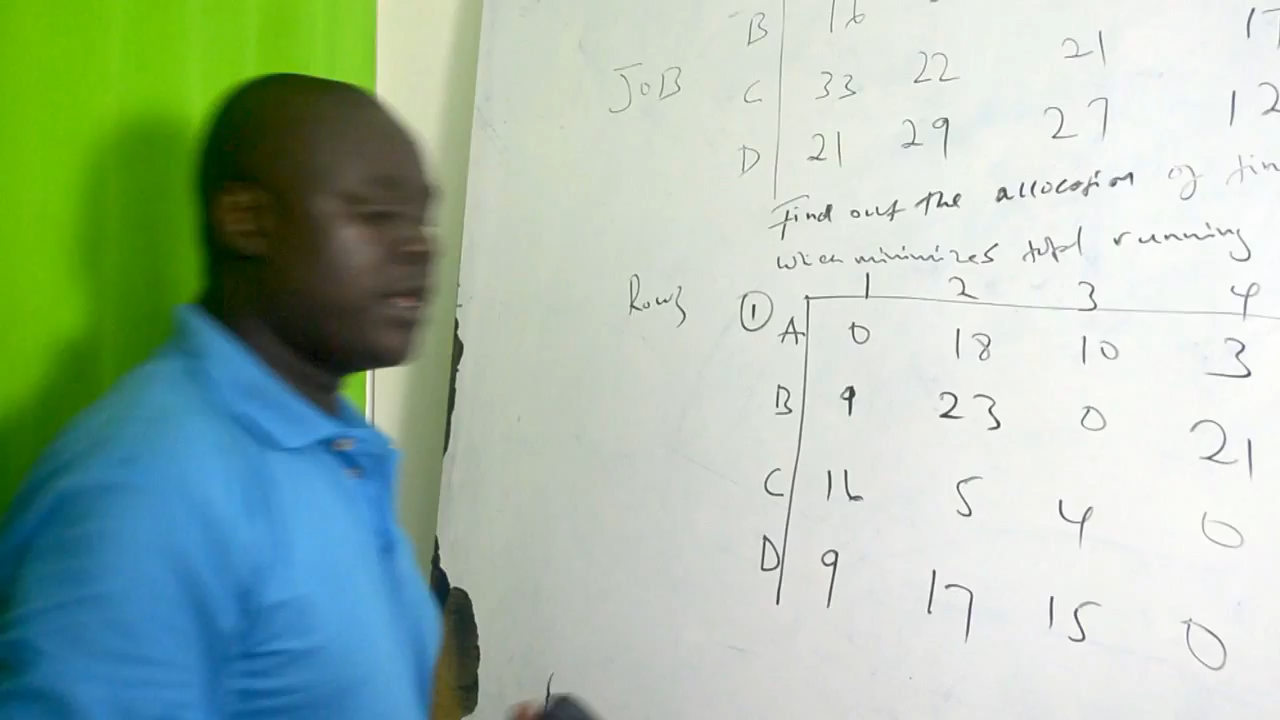 B 16
JOB C 33 22 21 17
D 21 29 27 12
Find out the allocation of
which minimizes total running
Rows ① 1 2 3 4
A 0 18 10 3
B 9 23 0 21
C 16 5 4 0
D 9 17 15 0